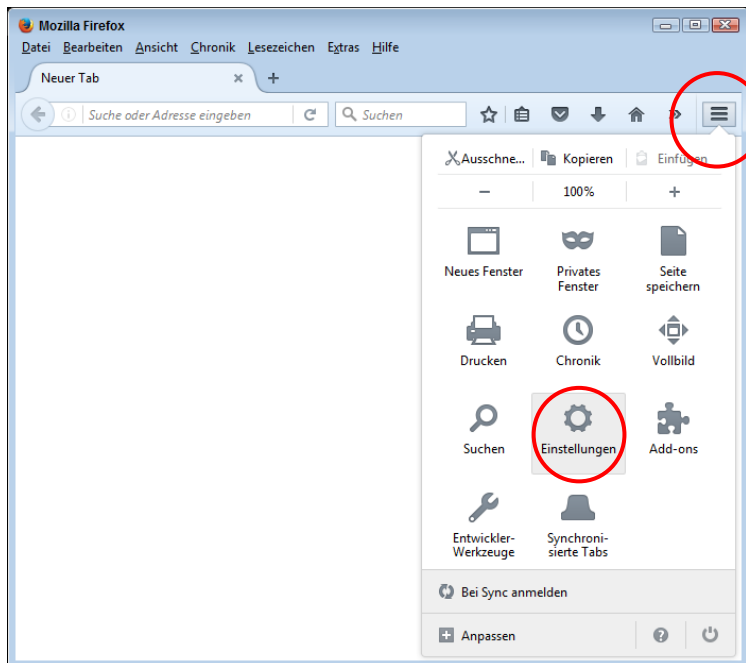 Mozilla Firefox
Datei Bearbeiten Ansicht Chronik Lesezeichen Extras Hilfe
Neuer Tab
Suche oder Adresse eingeben
Suchen
Ausschne... Kopieren Einfügen
100%
Neues Fenster
Privates
Fenster
Seite
speichern
Drucken Chronik Vollbild
Suchen Einstellungen Add-ons
Entwickler-
Werkzeuge
Synchroni-
sierte Tabs
Bei Sync anmelden
Anpassen